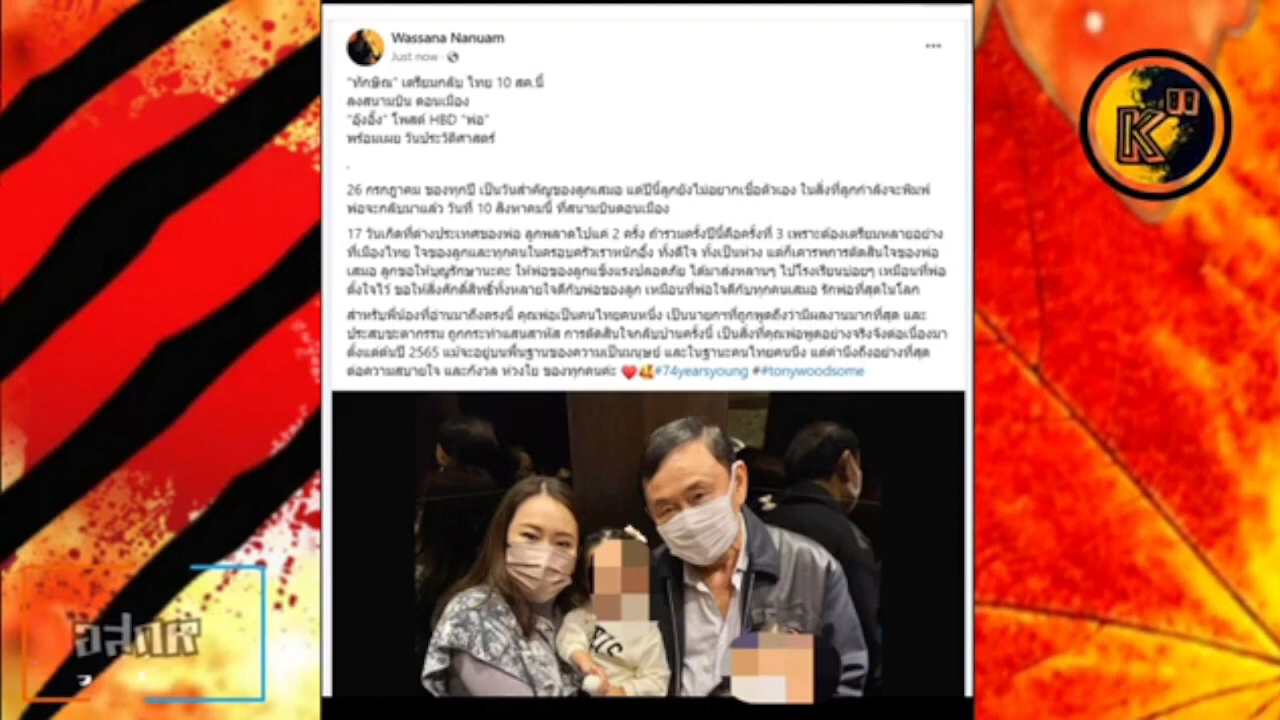 Wassana Nanuam
Just now
"ทักษิณ" เตรียมกลับ ไทย 10 สค.นี้
ลงสนามบิน ดอนเมือง
"อุ๊งอิ๊ง" โพสต์ HBD "พ่อ"
พร้อมเผย วันประวัติศาสตร์
.
26 กรกฎาคม ของทุกปี เป็นวันสำคัญของลูกเสมอ แต่ปีนี้ลูกยังไม่อยากเชื่อตัวเอง ในสิ่งที่ลูกกำลังจะพิมพ์
พ่อจะกลับมาแล้ว วันที่ 10 สิงหาคมนี้ ที่สนามบินดอนเมือง
17 วันเกิดที่ต่างประเทศของพ่อ ลูกพลาดไปแค่ 2 ครั้ง ถ้ารวมครั้งปีนี้คือครั้งที่ 3 เพราะต้องเตรียมหลายอย่าง
ที่เมืองไทย ใจของลูกและทุกคนในครอบครัวเราหนักอึ้ง ทั้งดีใจ ทั้งเป็นห่วง แต่ก็เคารพการตัดสินใจของพ่อ
เสมอ ลูกขอให้บุญรักษานะคะ ให้พ่อของลูกแข็งแรงปลอดภัย ได้มาส่งหลานๆ ไปโรงเรียนบ่อยๆ เหมือนที่พ่อ
ตั้งใจไว้ ขอให้สิ่งศักดิ์สิทธิ์ทั้งหลายใจดีกับพ่อของลูก เหมือนที่พ่อใจดีกับทุกคนเสมอ รักพ่อที่สุดในโลก
สำหรับพี่น้องที่อ่านมาถึงตรงนี้ คุณพ่อเป็นคนไทยคนหนึ่ง เป็นนายกฯที่ถูกพูดถึงว่ามีผลงานมากที่สุด และ
ประสบชะตากรรม ถูกกระทำแสนสาหัส การตัดสินใจกลับบ้านครั้งนี้ เป็นสิ่งที่คุณพ่อพูดอย่างจริงจังต่อเนื่องมา
ตั้งแต่ต้นปี 2565 แม้จะอยู่บนพื้นฐานของความเป็นมนุษย์ และในฐานะคนไทยคนนึง แต่คำนึงถึงอย่างที่สุด
ต่อความสบายใจ และกังวล ห่วงใย ของทุกคนค่ะ ❤️🥰#74yearsyoung ##tonywoodsome
K